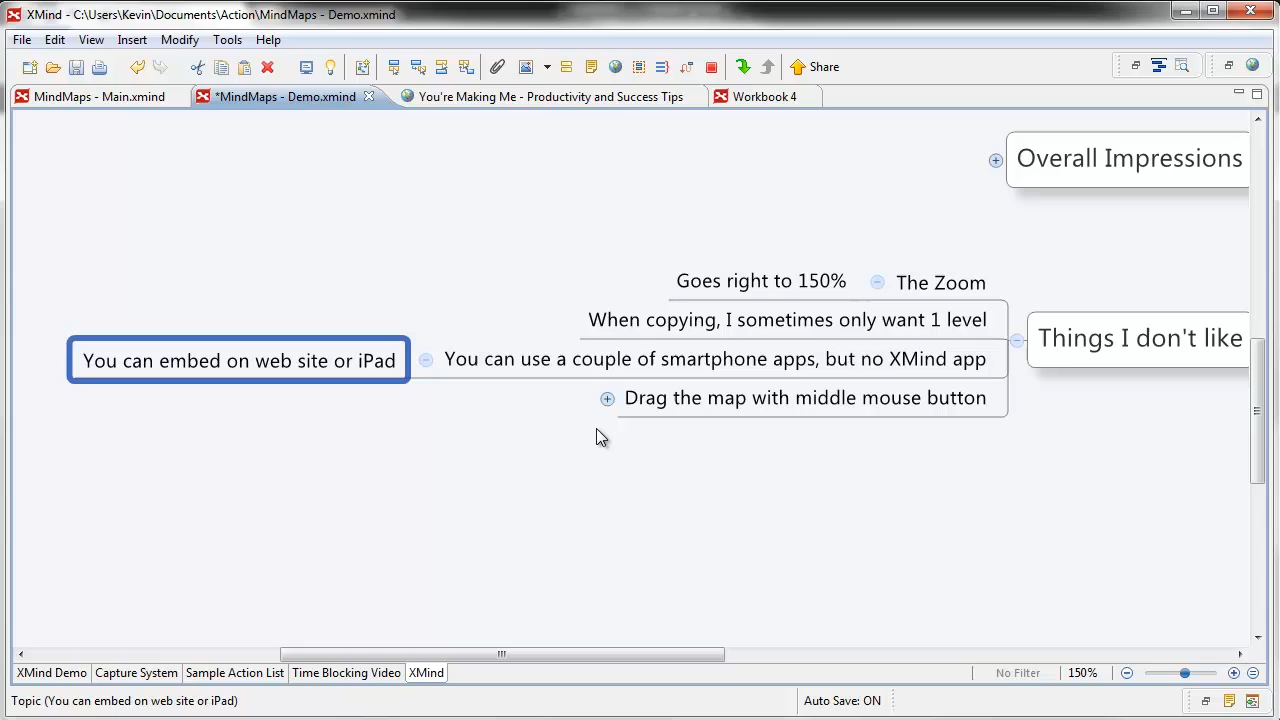 XMind - C:\Users\Kevin\Documents\Action\MindMaps - Demo.xmind
File Edit View Insert Modify Tools Help
Share
MindMaps - Main.xmind *MindMaps - Demo.xmind You're Making Me - Productivity and Success Tips Workbook 4
Overall Impressions
Goes right to 150% The Zoom
When copying, I sometimes only want 1 level
Things I don't like
You can embed on web site or iPad You can use a couple of smartphone apps, but no XMind app
Drag the map with middle mouse button
XMind Demo Capture System Sample Action List Time Blocking Video XMind No Filter 150%
Topic (You can embed on web site or iPad) Auto Save: ON